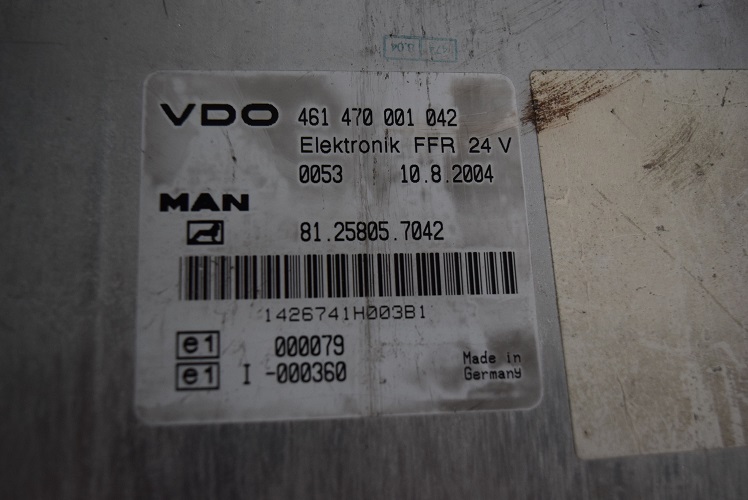 VDO 461 470 001 042
Elektronik FFR 24 V
0053 10.8.2004
MAN
81.25805.7042
1426741H003B1
e1 000079
e1 I -000360
Made in
Germany